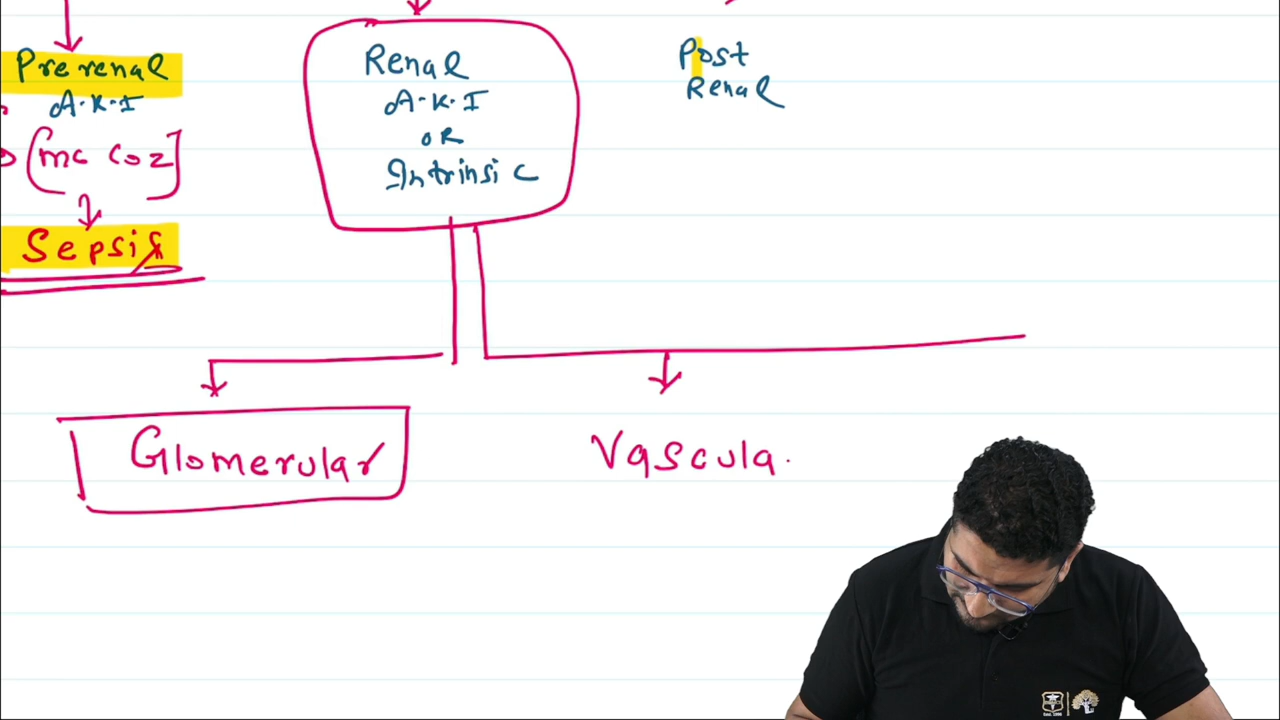 Prerenal
A.K.I
(mc coz]
Sepsis
Renal
A.K.I
OR
Intrinsic
Post
Renal
Glomerular
Vascula.